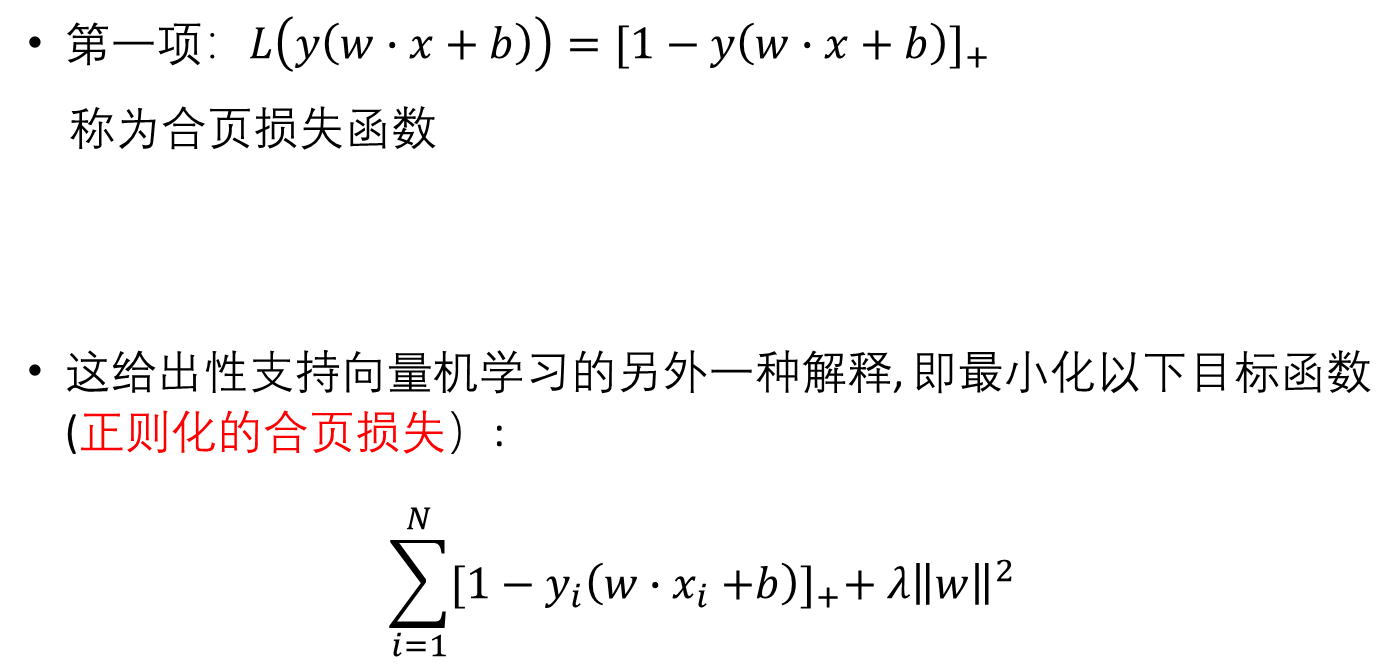 • 第一项：L(y(w · x + b)) = [1 − y(w · x + b)]₊
称为合页损失函数
• 这给出性支持向量机学习的另外一种解释, 即最小化以下目标函数
(正则化的合页损失）:
N
∑[1 − yᵢ(w · xᵢ +b)]₊+ λ‖w‖²
i=1